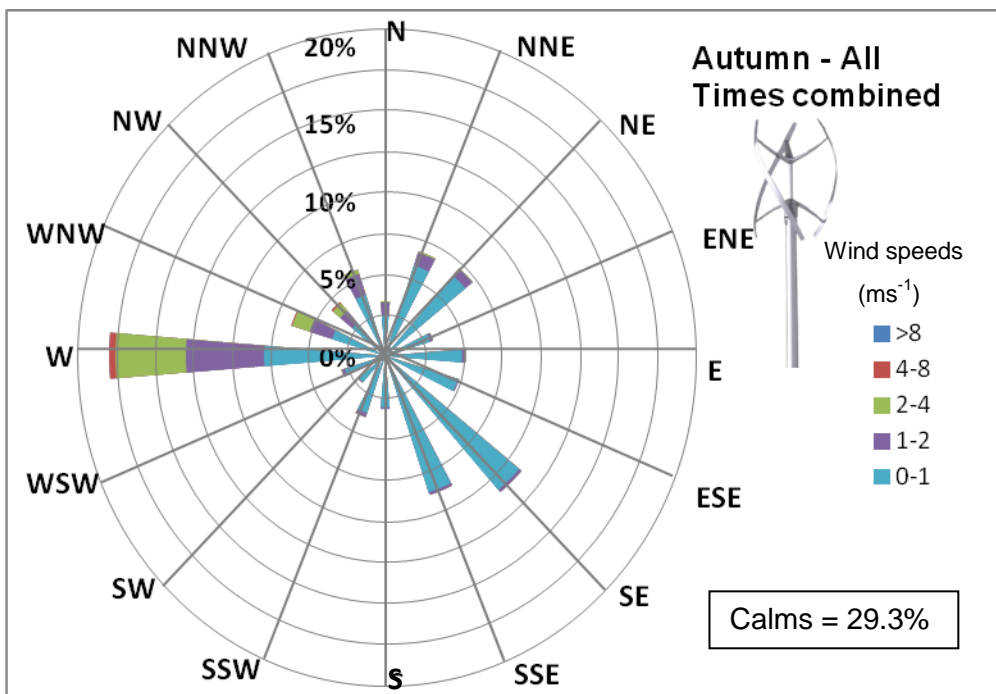 N
NNE
NE
ENE
E
ESE
SE
SSE
S
SSW
SW
WSW
W
WNW
NW
NNW
20%
15%
10%
5%
0%
Autumn - All
Times combined
Wind speeds
(ms⁻¹)
>8
4-8
2-4
1-2
0-1
Calms = 29.3%